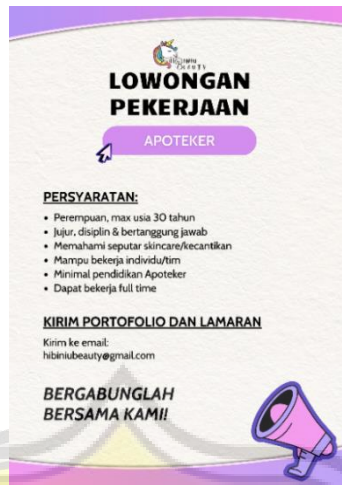 LOWONGAN
PEKERJAAN
APOTEKER
PERSYARATAN:
• Perempuan, max usia 30 tahun
• Jujur, disiplin & bertanggung jawab
• Memahami seputar skincare/kecantikan
• Mampu bekerja individu/tim
• Minimal pendidikan Apoteker
• Dapat bekerja full time
KIRIM PORTOFOLIO DAN LAMARAN
Kirim ke email:
hibiniubeauty@gmail.com
BERGABUNGLAH
BERSAMA KAMI!